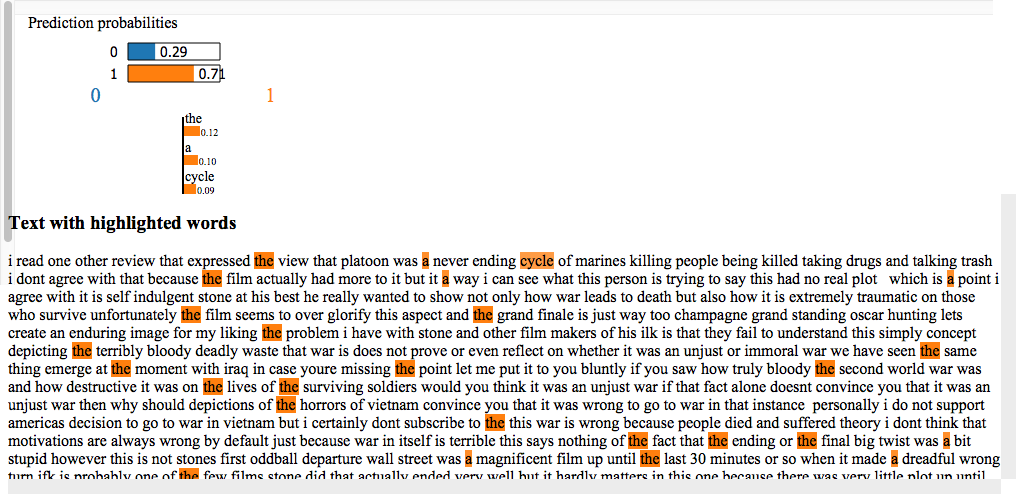 Prediction probabilities
0 0.29
1 0.71
0 1
the
0.12
a
0.10
cycle
0.09
Text with highlighted words
i read one other review that expressed the view that platoon was a never ending cycle of marines killing people being killed taking drugs and talking trash
i dont agree with that because the film actually had more to it but it a way i can see what this person is trying to say this had no real plot which is a point i
agree with it is self indulgent stone at his best he really wanted to show not only how war leads to death but also how it is extremely traumatic on those
who survive unfortunately the film seems to over glorify this aspect and the grand finale is just way too champagne grand standing oscar hunting lets
create an enduring image for my liking the problem i have with stone and other film makers of his ilk is that they fail to understand this simply concept
depicting the terribly bloody deadly waste that war is does not prove or even reflect on whether it was an unjust or immoral war we have seen the same
thing emerge at the moment with iraq in case youre missing the point let me put it to you bluntly if you saw how truly bloody the second world war was
and how destructive it was on the lives of the surviving soldiers would you think it was an unjust war if that fact alone doesnt convince you that it was an
unjust war then why should depictions of the horrors of vietnam convince you that it was wrong to go to war in that instance personally i do not support
americas decision to go to war in vietnam but i certainly dont subscribe to the this war is wrong because people died and suffered theory i dont think that
motivations are always wrong by default just because war in itself is terrible this says nothing of the fact that the ending or the final big twist was a bit
stupid however this is not stones first oddball departure wall street was a magnificent film up until the last 30 minutes or so when it made a dreadful wrong
turn jfk is probably one of the few films stone did that actually ended very well but it hardly matters in this one because there was very little plot up until